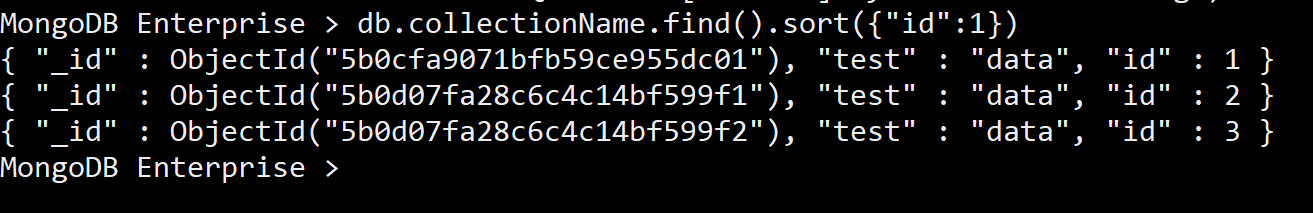 MongoDB Enterprise > db.collectionName.find().sort({"id":1})
{ "_id" : ObjectId("5b0cfa9071bfb59ce955dc01"), "test" : "data", "id" : 1 }
{ "_id" : ObjectId("5b0d07fa28c6c4c14bf599f1"), "test" : "data", "id" : 2 }
{ "_id" : ObjectId("5b0d07fa28c6c4c14bf599f2"), "test" : "data", "id" : 3 }
MongoDB Enterprise >